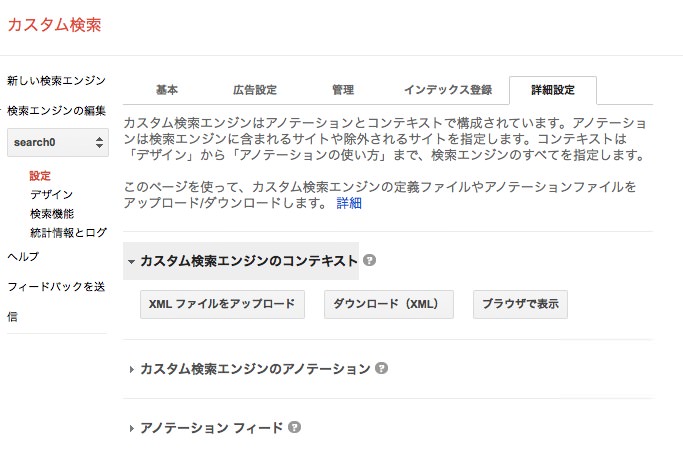 カスタム検索
新しい検索エンジン
検索エンジンの編集
search0
設定
デザイン
検索機能
統計情報とログ
ヘルプ
フィードバックを送
信
基本 広告設定 管理 インデックス登録 詳細設定
カスタム検索エンジンはアノテーションとコンテキストで構成されています。アノテーショ
ンは検索エンジンに含まれるサイトや除外されるサイトを指定します。コンテキストは
「デザイン」から「アノテーションの使い方」まで、検索エンジンのすべてを指定します。
このページを使って、カスタム検索エンジンの定義ファイルやアノテーションファイルを
アップロード/ダウンロードします。 詳細
カスタム検索エンジンのコンテキスト ?
XML ファイルをアップロード ダウンロード（XML） ブラウザで表示
カスタム検索エンジンのアノテーション ?
アノテーション フィード ?